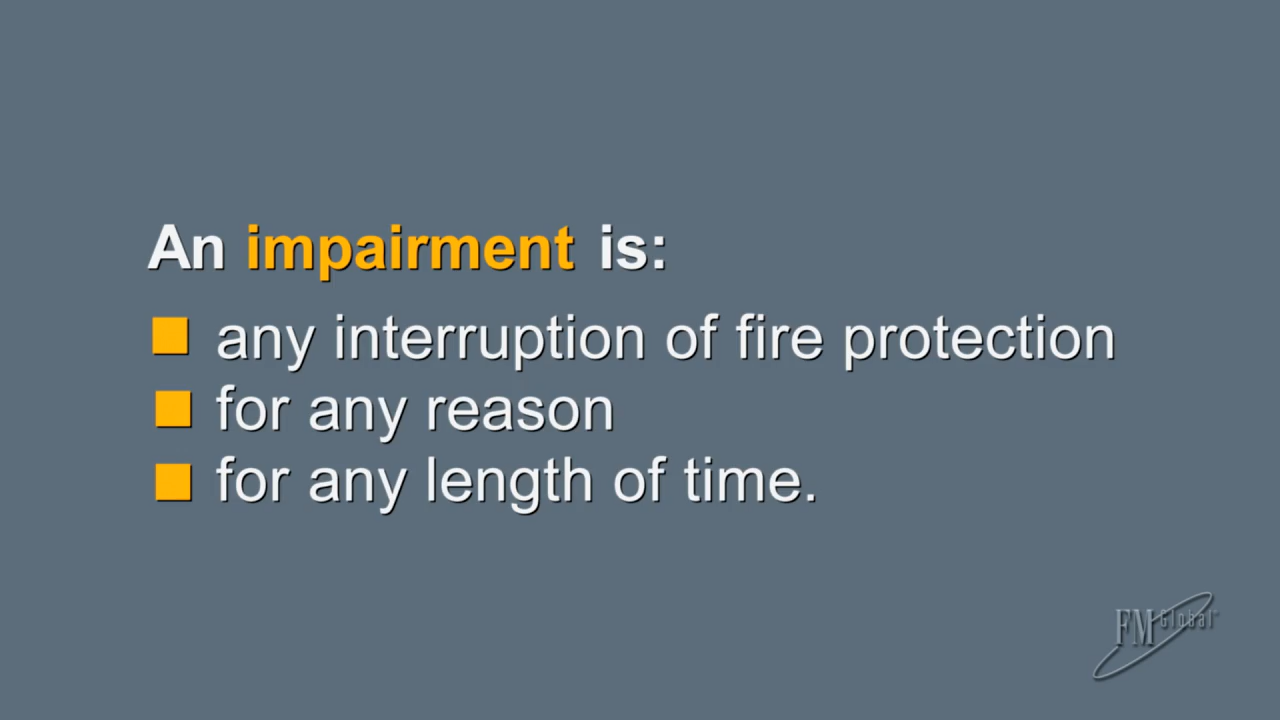 An impairment is:
any interruption of fire protection
for any reason
for any length of time.
FM Global